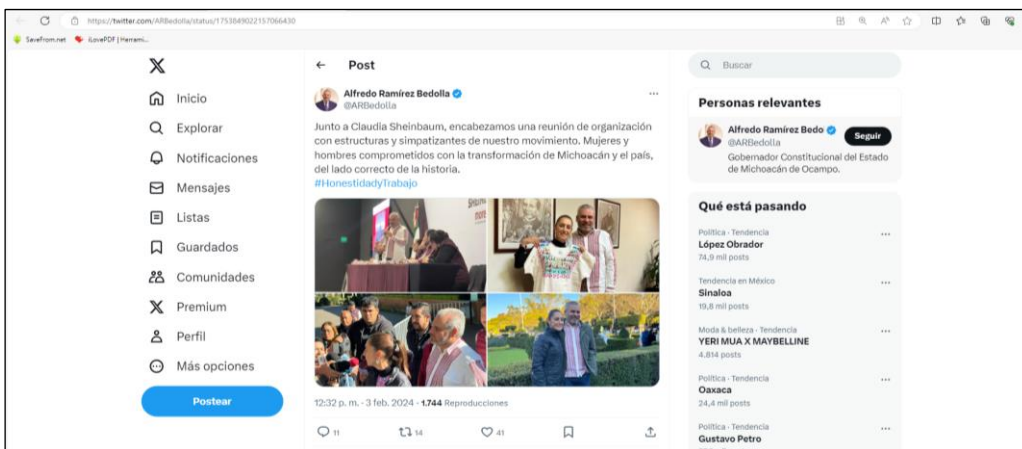 https://twitter.com/ARBedolla/status/1753849022157066430
SaveFrom.net
iLovePDF | Herrami...
Inicio
Explorar
Notificaciones
Mensajes
Listas
Guardados
Comunidades
Premium
Perfil
Más opciones
Postear
Post
Alfredo Ramírez Bedolla
@ARBedolla
Junto a Claudia Sheinbaum, encabezamos una reunión de organización
con estructuras y simpatizantes de nuestro movimiento. Mujeres y
hombres comprometidos con la transformación de Michoacán y el país,
del lado correcto de la historia.
#HonestidadyTrabajo
12:32 p. m. · 3 feb. 2024 · 1.744 Reproducciones
11
14
41
Buscar
Personas relevantes
Alfredo Ramírez Bedo
@ARBedolla
Seguir
Gobernador Constitucional del Estado
de Michoacán de Ocampo.
Qué está pasando
Política · Tendencia
López Obrador
74,9 mil posts
Tendencia en México
Sinaloa
19,8 mil posts
Moda & belleza · Tendencia
YERI MUA X MAYBELLINE
4.814 posts
Política · Tendencia
Oaxaca
24,4 mil posts
Política · Tendencia
Gustavo Petro